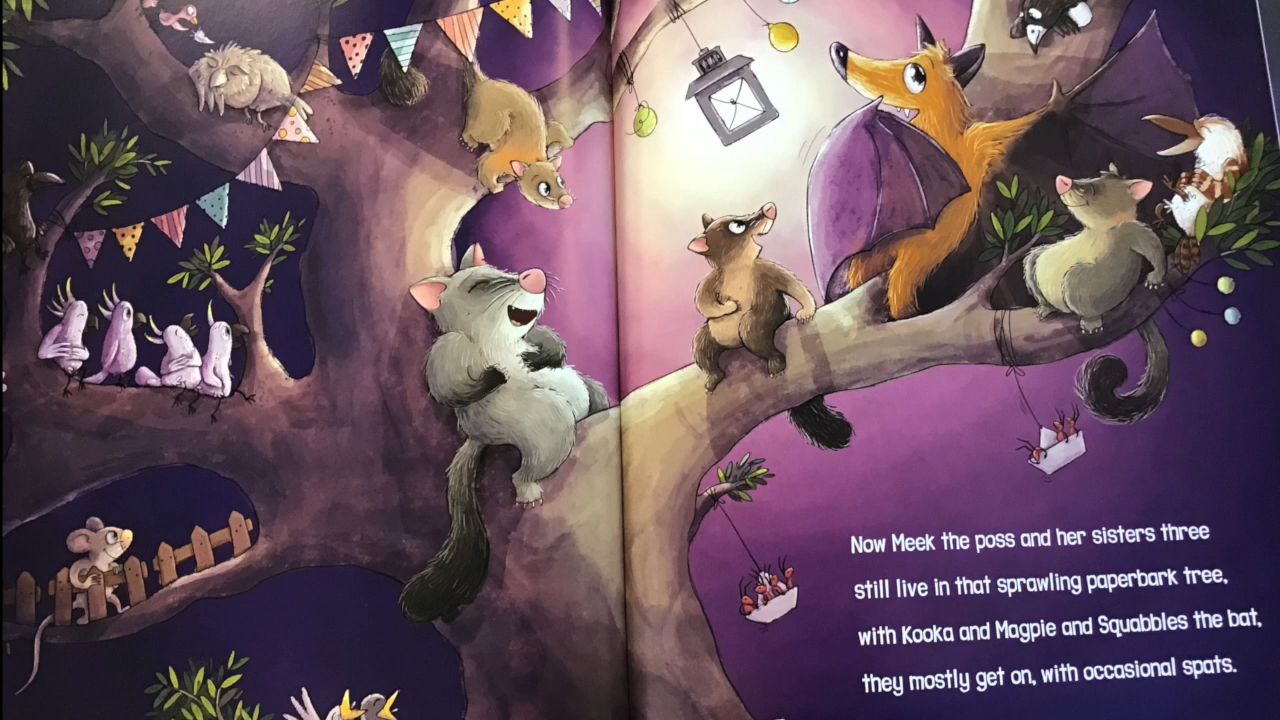 Now Meek the poss and her sisters three
still live in that sprawling paperbark tree,
with Kooka and Magpie and Squabbles the bat,
they mostly get on, with occasional spats.